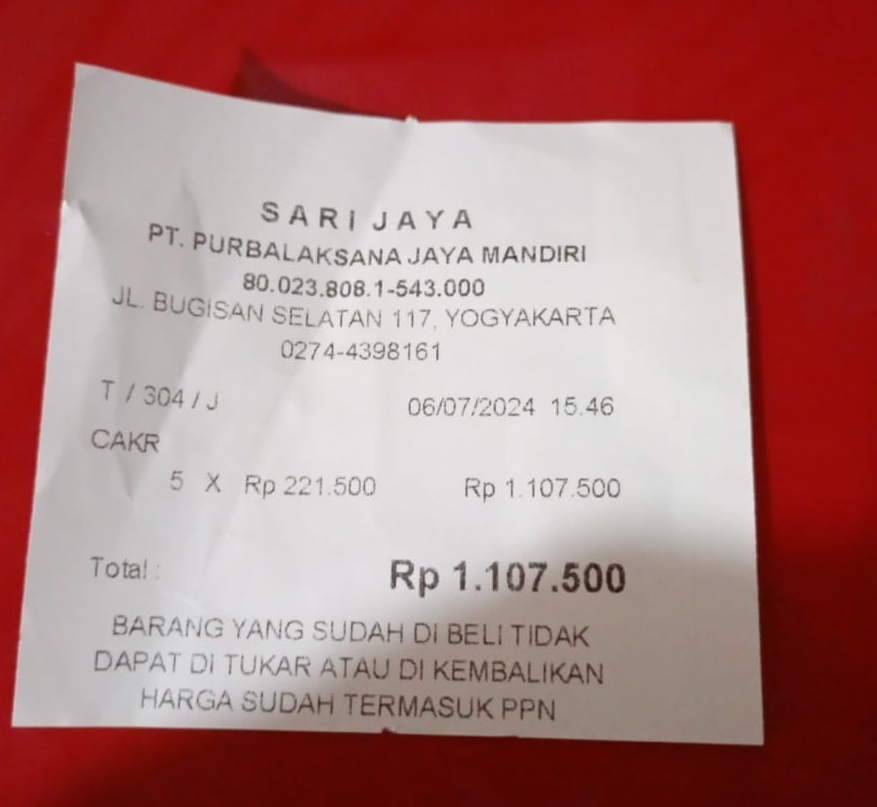 SARI JAYA
PT. PURBALAKSANA JAYA MANDIRI
80.023.808.1-543.000
JL. BUGISAN SELATAN 117, YOGYAKARTA
0274-4398161
T / 304 / J 06/07/2024 15.46
CAKR
5 X Rp 221.500 Rp 1.107.500
Total : Rp 1.107.500
BARANG YANG SUDAH DI BELI TIDAK
DAPAT DI TUKAR ATAU DI KEMBALIKAN
HARGA SUDAH TERMASUK PPN